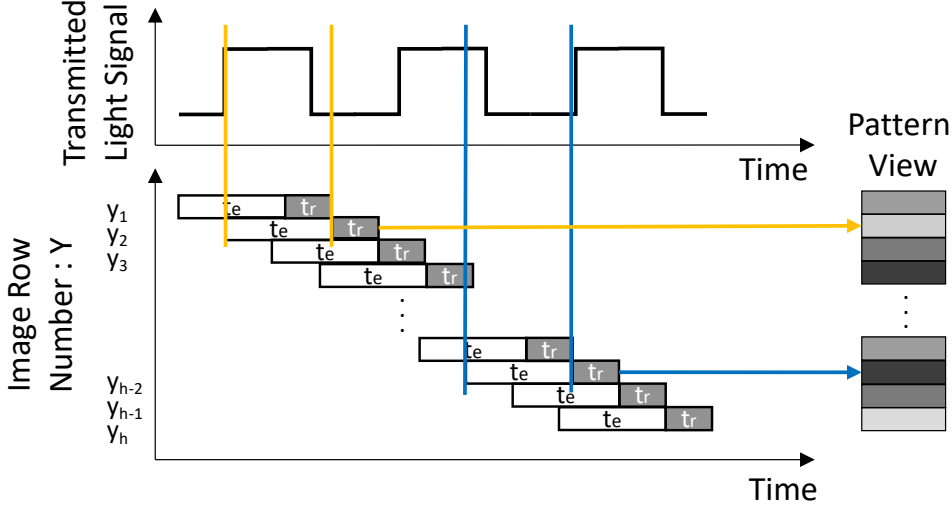 Transmitted
Light Signal
Time
Pattern
View
Image Row
Number : Y
y1
y2
y3
te tr
te tr
te tr
te tr
. . .
. . .
te tr
te tr
te tr
te tr
yh-2
yh-1
yh
Time